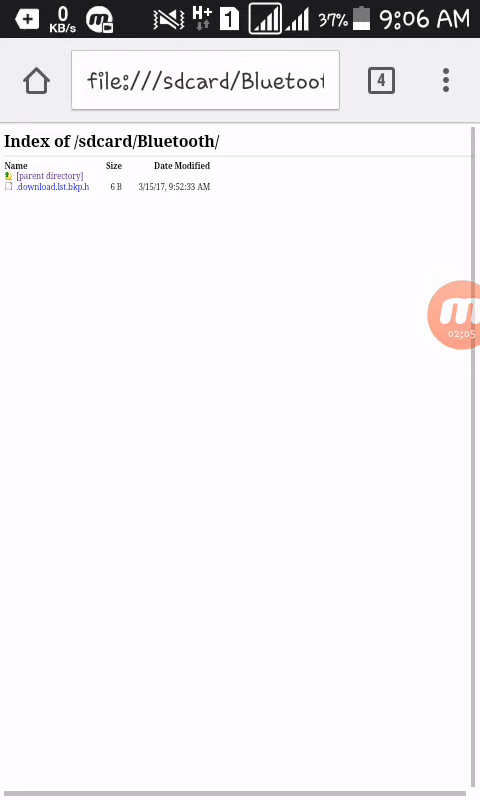 0 KB/s H+ 1 37% 9:06 AM
file:///sdcard/Bluetoot 4
Index of /sdcard/Bluetooth/
Name Size Date Modified
[parent directory]
.download.lst.bkp.h 6 B 3/15/17, 9:52:33 AM
m
02:05